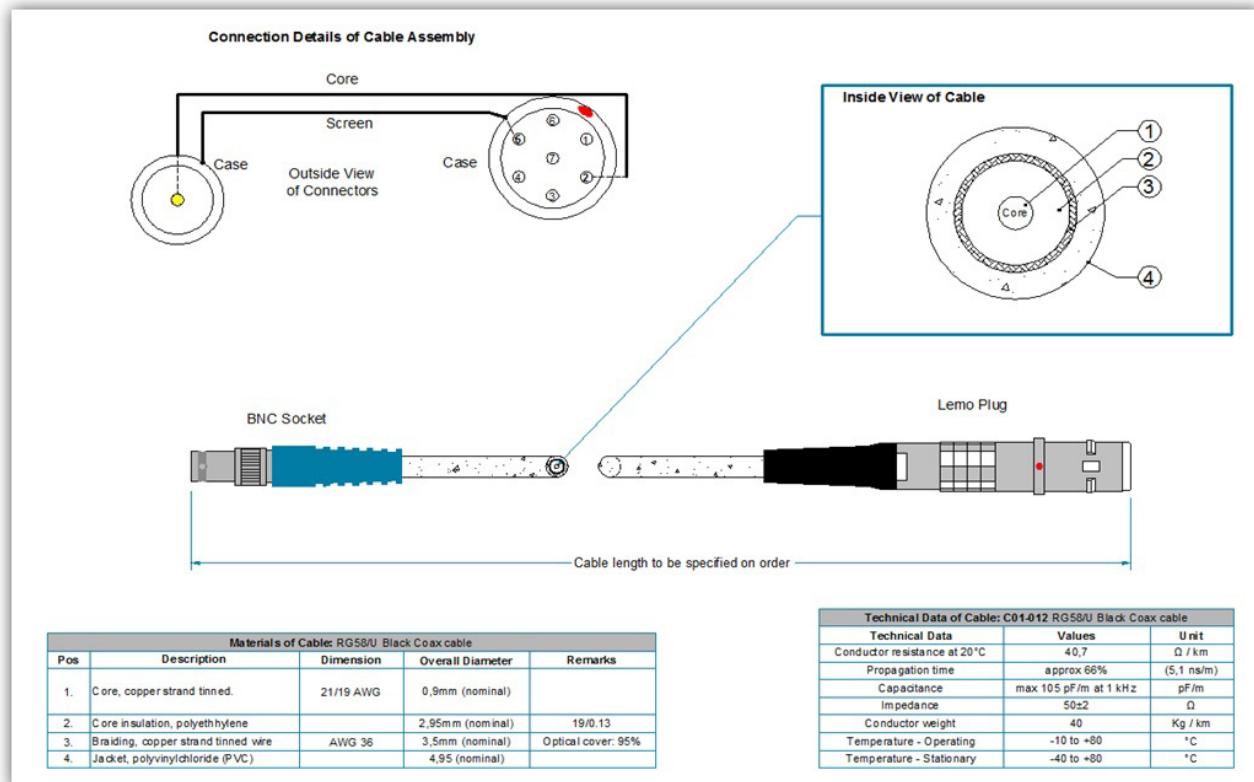 Connection Details of Cable Assembly
Core
Screen
Case
Outside View
of Connectors
Case
6
5
1
7
4
2
3
Inside View of Cable
Core
1
2
3
4
BNC Socket
Lemo Plug
Cable length to be specified on order
Materials of Cable: RG58/U Black Coax cable
Pos Description Dimension Overall Diameter Remarks
1. Core, copper strand tinned. 21/19 AWG 0,9mm (nominal)
2. Core insulation, polyethhylene 2,95mm (nominal) 19/0.13
3. Braiding, copper strand tinned wire AWG 36 3,5mm (nominal) Optical cover: 95%
4. Jacket, polyvinylchloride (PVC) 4,95 (nominal)
Technical Data of Cable: C01-012 RG58/U Black Coax cable
Technical Data Values Unit
Conductor resistance at 20°C 40,7 Ω / km
Propagation time approx 66% (5,1 ns/m)
Capacitance max 105 pF/m at 1 kHz pF/m
Impedance 50±2 Ω
Conductor weight 40 Kg / km
Temperature - Operating -10 to +80 °C
Temperature - Stationary -40 to +80 °C